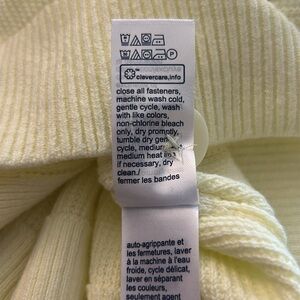 clevercare.info
close all fasteners,
machine wash cold,
gentle cycle, wash
with like colors,
non-chlorine bleach
only, dry promptly,
tumble dry gen
cycle, medium
medium heat
if necessary, dry
clean./
fermer les bandes
auto-agrippante et
les fermetures, laver
à la machine à l'eau
froide, cycle délicat,
laver en séparant
les couleurs,
seulement agent